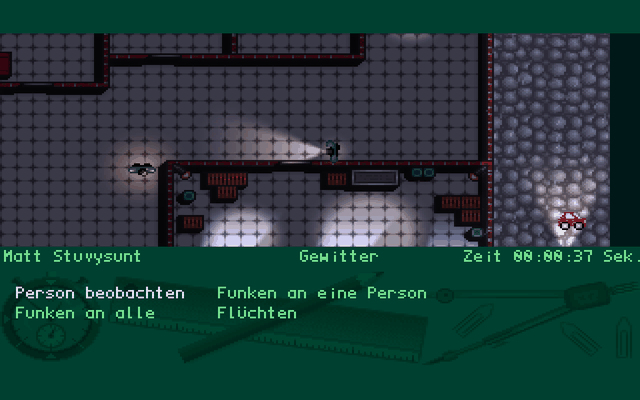 Matt Stuvysunt Gewitter Zeit 00:00:37 Sek.
Person beobachten Funken an eine Person
Funken an alle Flüchten